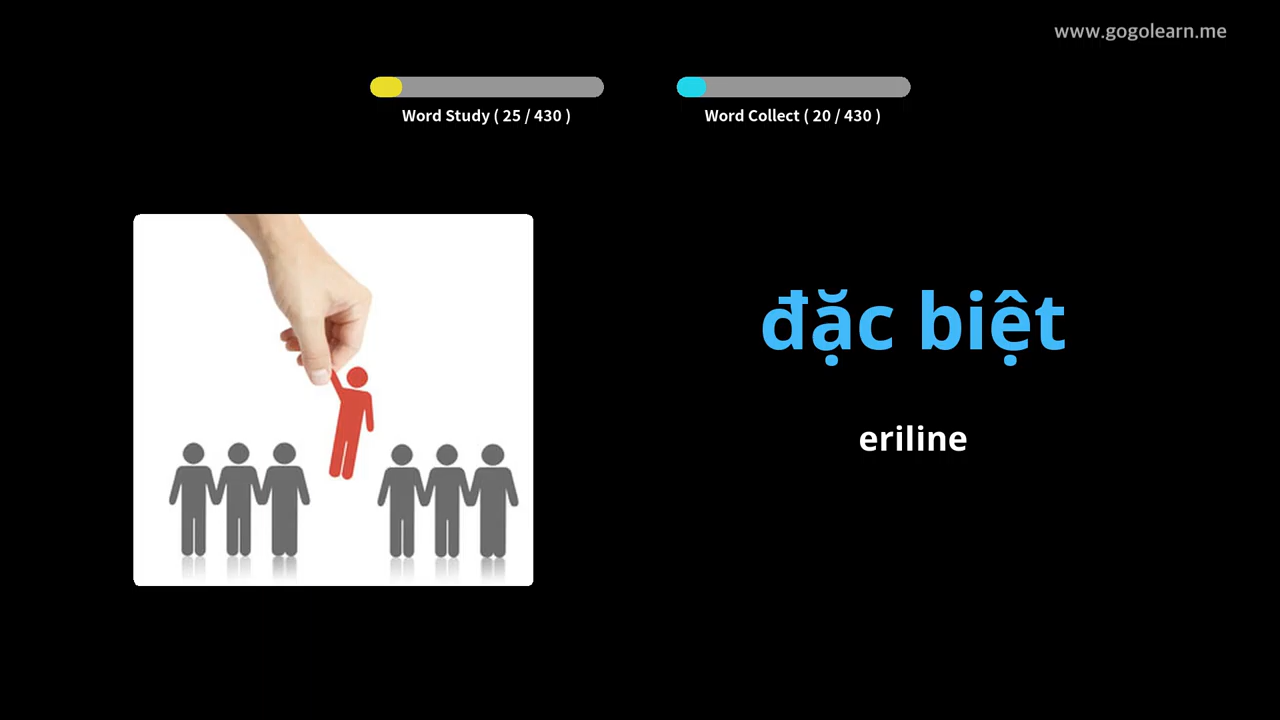 www.gogolearn.me
Word Study ( 25 / 430 )
Word Collect ( 20 / 430 )
đặc biệt
eriline